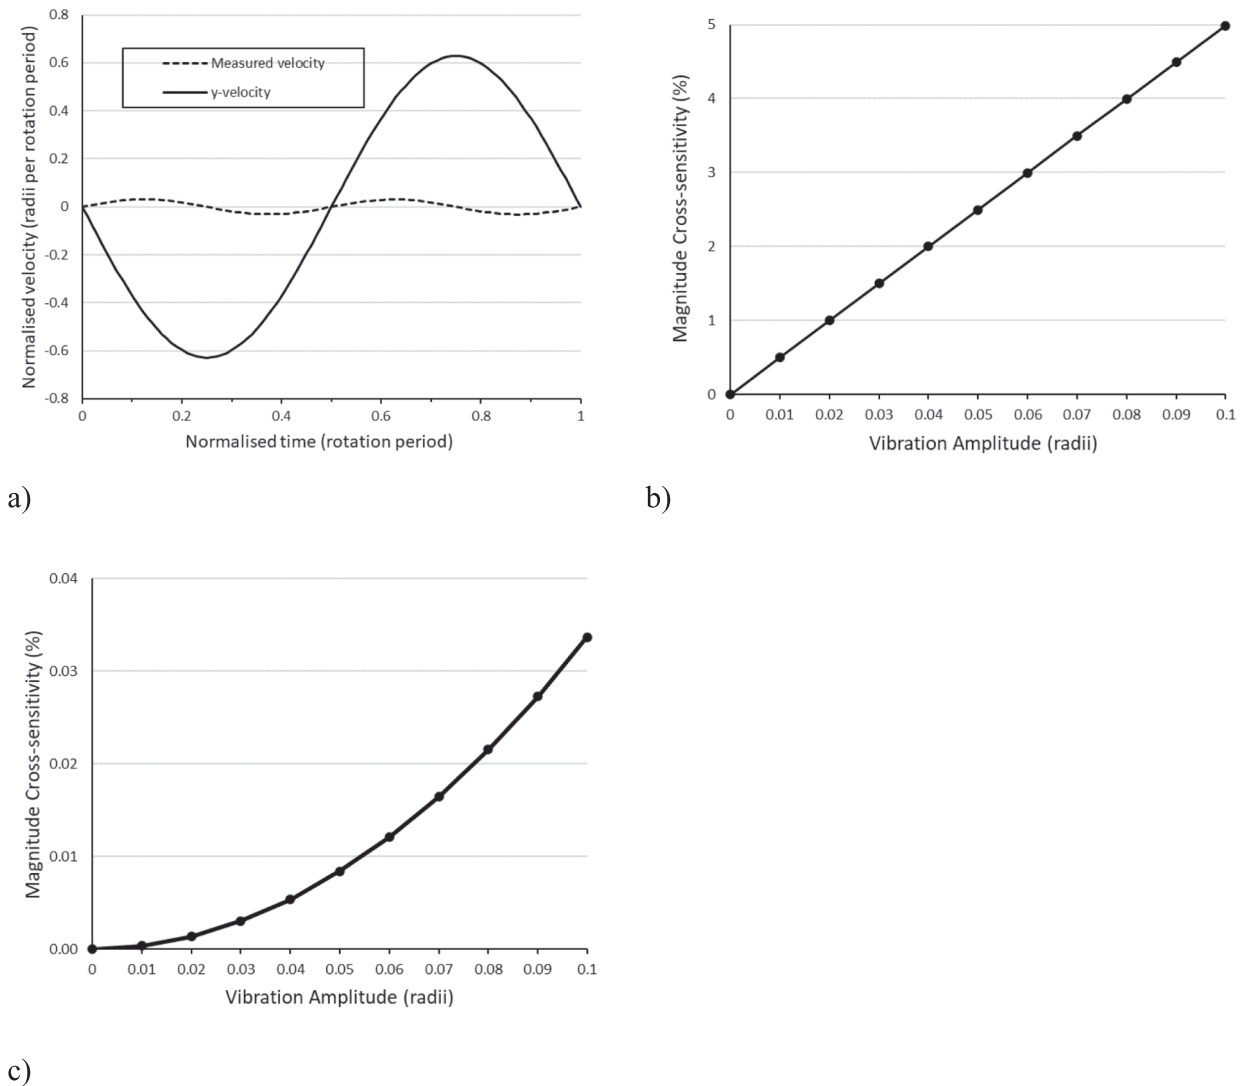 Normalised velocity (radii per rotation period)
0.8
0.6
0.4
0.2
0
-0.2
-0.4
-0.6
-0.8
Measured velocity
y-velocity
0 0.2 0.4 0.6 0.8 1
Normalised time (rotation period)
a)
Magnitude Cross-sensitivity (%)
5
4
3
2
1
0
0 0.01 0.02 0.03 0.04 0.05 0.06 0.07 0.08 0.09 0.1
Vibration Amplitude (radii)
b)
Magnitude Cross-sensitivity (%)
0.04
0.03
0.02
0.01
0.00
0 0.01 0.02 0.03 0.04 0.05 0.06 0.07 0.08 0.09 0.1
Vibration Amplitude (radii)
c)